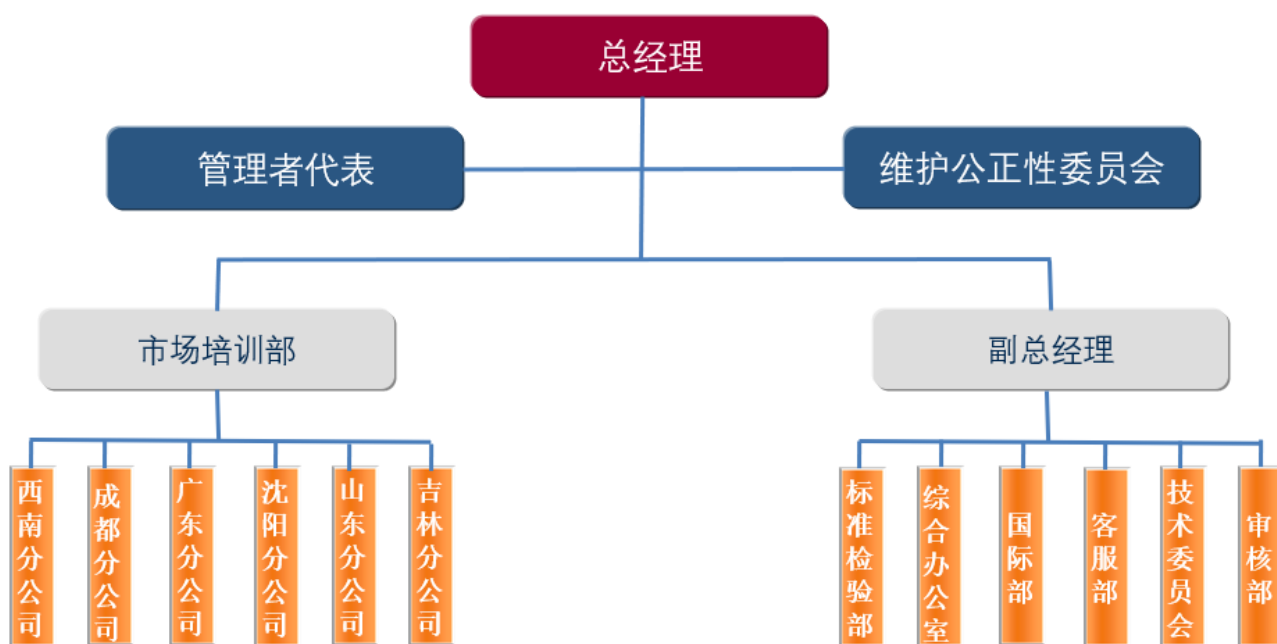 总经理
管理者代表
维护公正性委员会
市场培训部
副总经理
西南分公司
成都分公司
广东分公司
沈阳分公司
山东分公司
吉林分公司
标准检验部
综合办公室
国际部
客服部
技术委员会
审核部